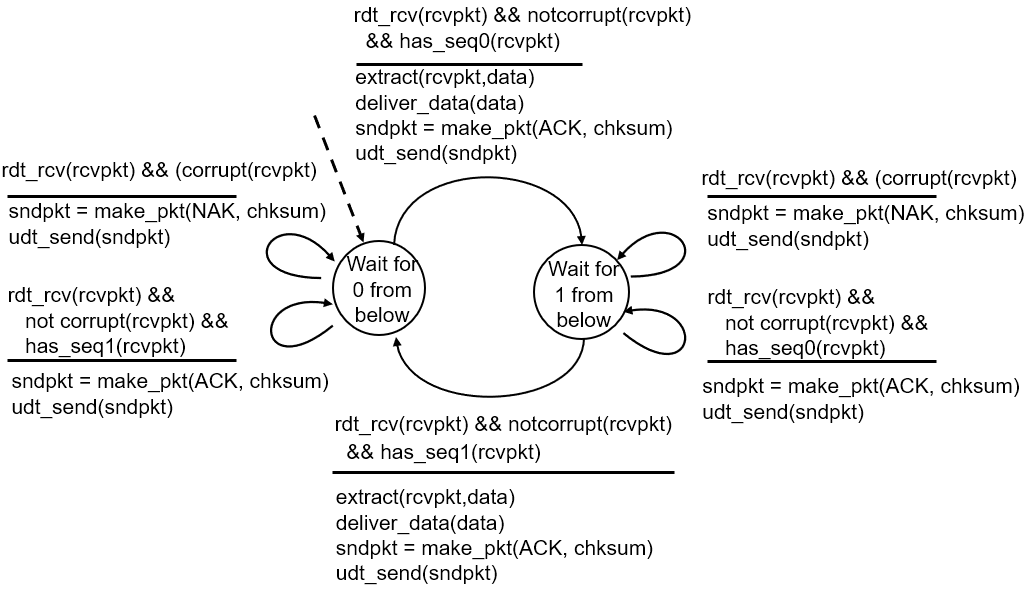 rdt_rcv(rcvpkt) && notcorrupt(rcvpkt)
&& has_seq0(rcvpkt)
extract(rcvpkt,data)
deliver_data(data)
sndpkt = make_pkt(ACK, chksum)
udt_send(sndpkt)
rdt_rcv(rcvpkt) && (corrupt(rcvpkt)
sndpkt = make_pkt(NAK, chksum)
udt_send(sndpkt)
rdt_rcv(rcvpkt) &&
not corrupt(rcvpkt) &&
has_seq1(rcvpkt)
sndpkt = make_pkt(ACK, chksum)
udt_send(sndpkt)
Wait for
0 from
below
Wait for
1 from
below
rdt_rcv(rcvpkt) && (corrupt(rcvpkt)
sndpkt = make_pkt(NAK, chksum)
udt_send(sndpkt)
rdt_rcv(rcvpkt) &&
not corrupt(rcvpkt) &&
has_seq0(rcvpkt)
sndpkt = make_pkt(ACK, chksum)
udt_send(sndpkt)
rdt_rcv(rcvpkt) && notcorrupt(rcvpkt)
&& has_seq1(rcvpkt)
extract(rcvpkt,data)
deliver_data(data)
sndpkt = make_pkt(ACK, chksum)
udt_send(sndpkt)